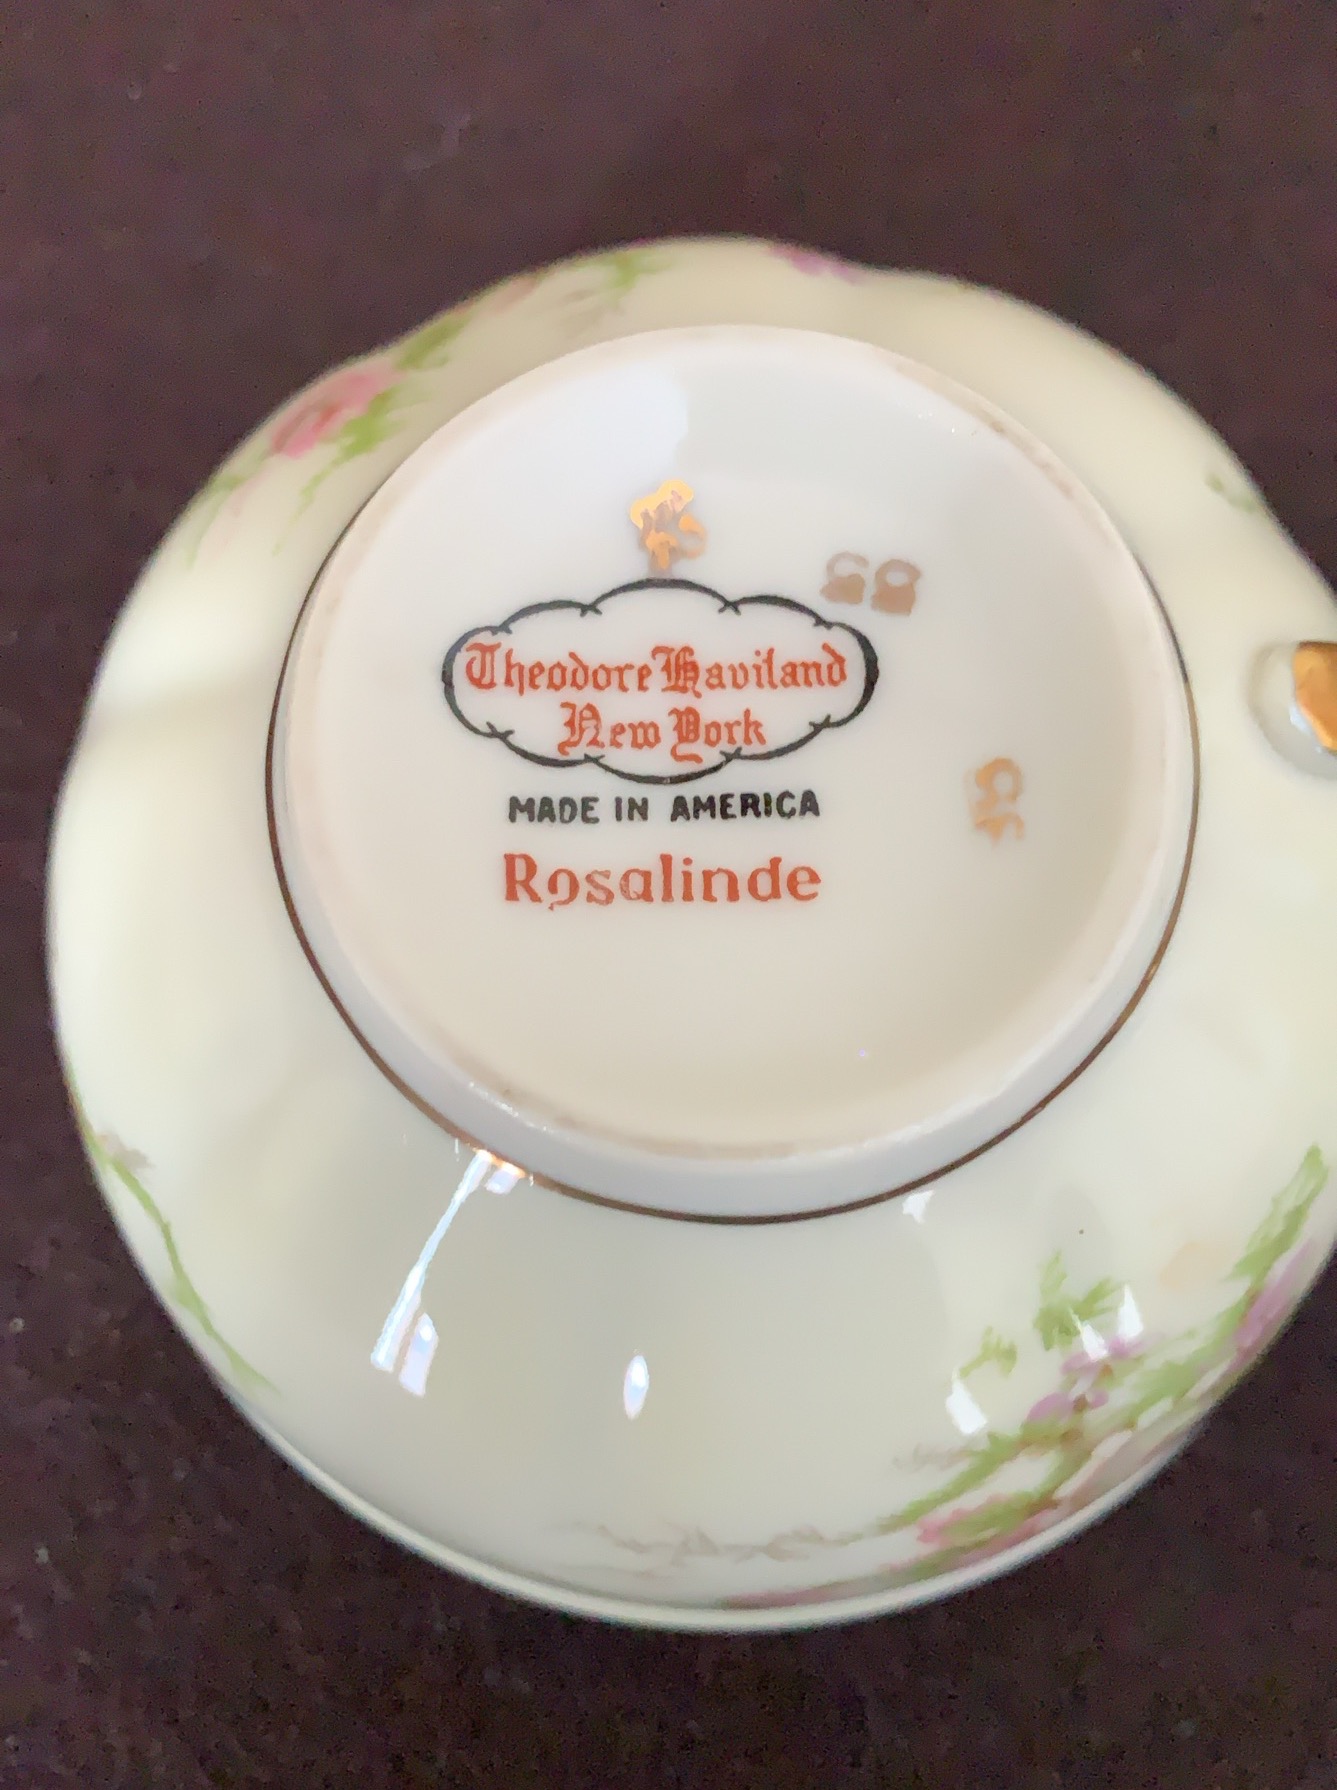 Theodore Haviland
New York
MADE IN AMERICA
Rosalinde